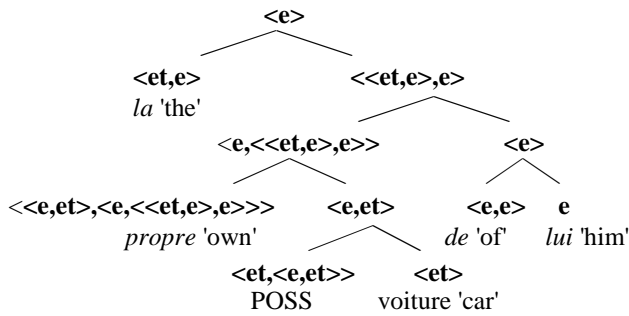 <e>
<et,e> <<et,e>,e>
la 'the'
<e,<<et,e>,e>> <e>
<<e,et>,<e,<<et,e>,e>>> <e,et> <e,e> e
propre 'own' de 'of' lui 'him'
<et,<e,et>> <et>
POSS voiture 'car'